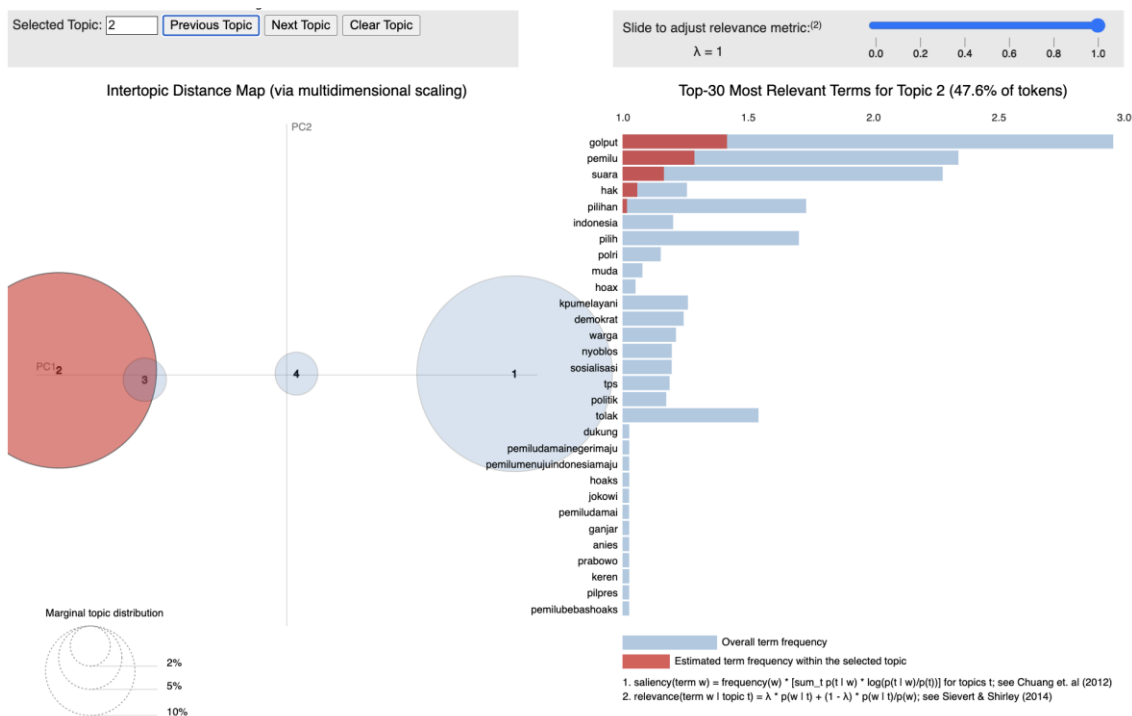 Selected Topic: 2 Previous Topic Next Topic Clear Topic
Slide to adjust relevance metric:(2)
λ = 1
0.0 0.2 0.4 0.6 0.8 1.0
Intertopic Distance Map (via multidimensional scaling)
PC2
PC1
2
3
4
1
Marginal topic distribution
2%
5%
10%
Top-30 Most Relevant Terms for Topic 2 (47.6% of tokens)
1.0 1.5 2.0 2.5 3.0
golput
pemilu
suara
hak
pilihan
indonesia
pilih
polri
muda
hoax
kpumelayani
demokrat
warga
nyoblos
sosialisasi
tps
politik
tolak
dukung
pemiludamainegerimaju
pemilumenujuindonesiamaju
hoaks
jokowi
pemiludamai
ganjar
anies
prabowo
keren
pilpres
pemilubebashoaks
Overall term frequency
Estimated term frequency within the selected topic
1. saliency(term w) = frequency(w) * [sum_t p(t | w) * log(p(t | w)/p(t))] for topics t; see Chuang et. al (2012)
2. relevance(term w | topic t) = λ * p(w | t) + (1 - λ) * p(w | t)/p(w); see Sievert & Shirley (2014)